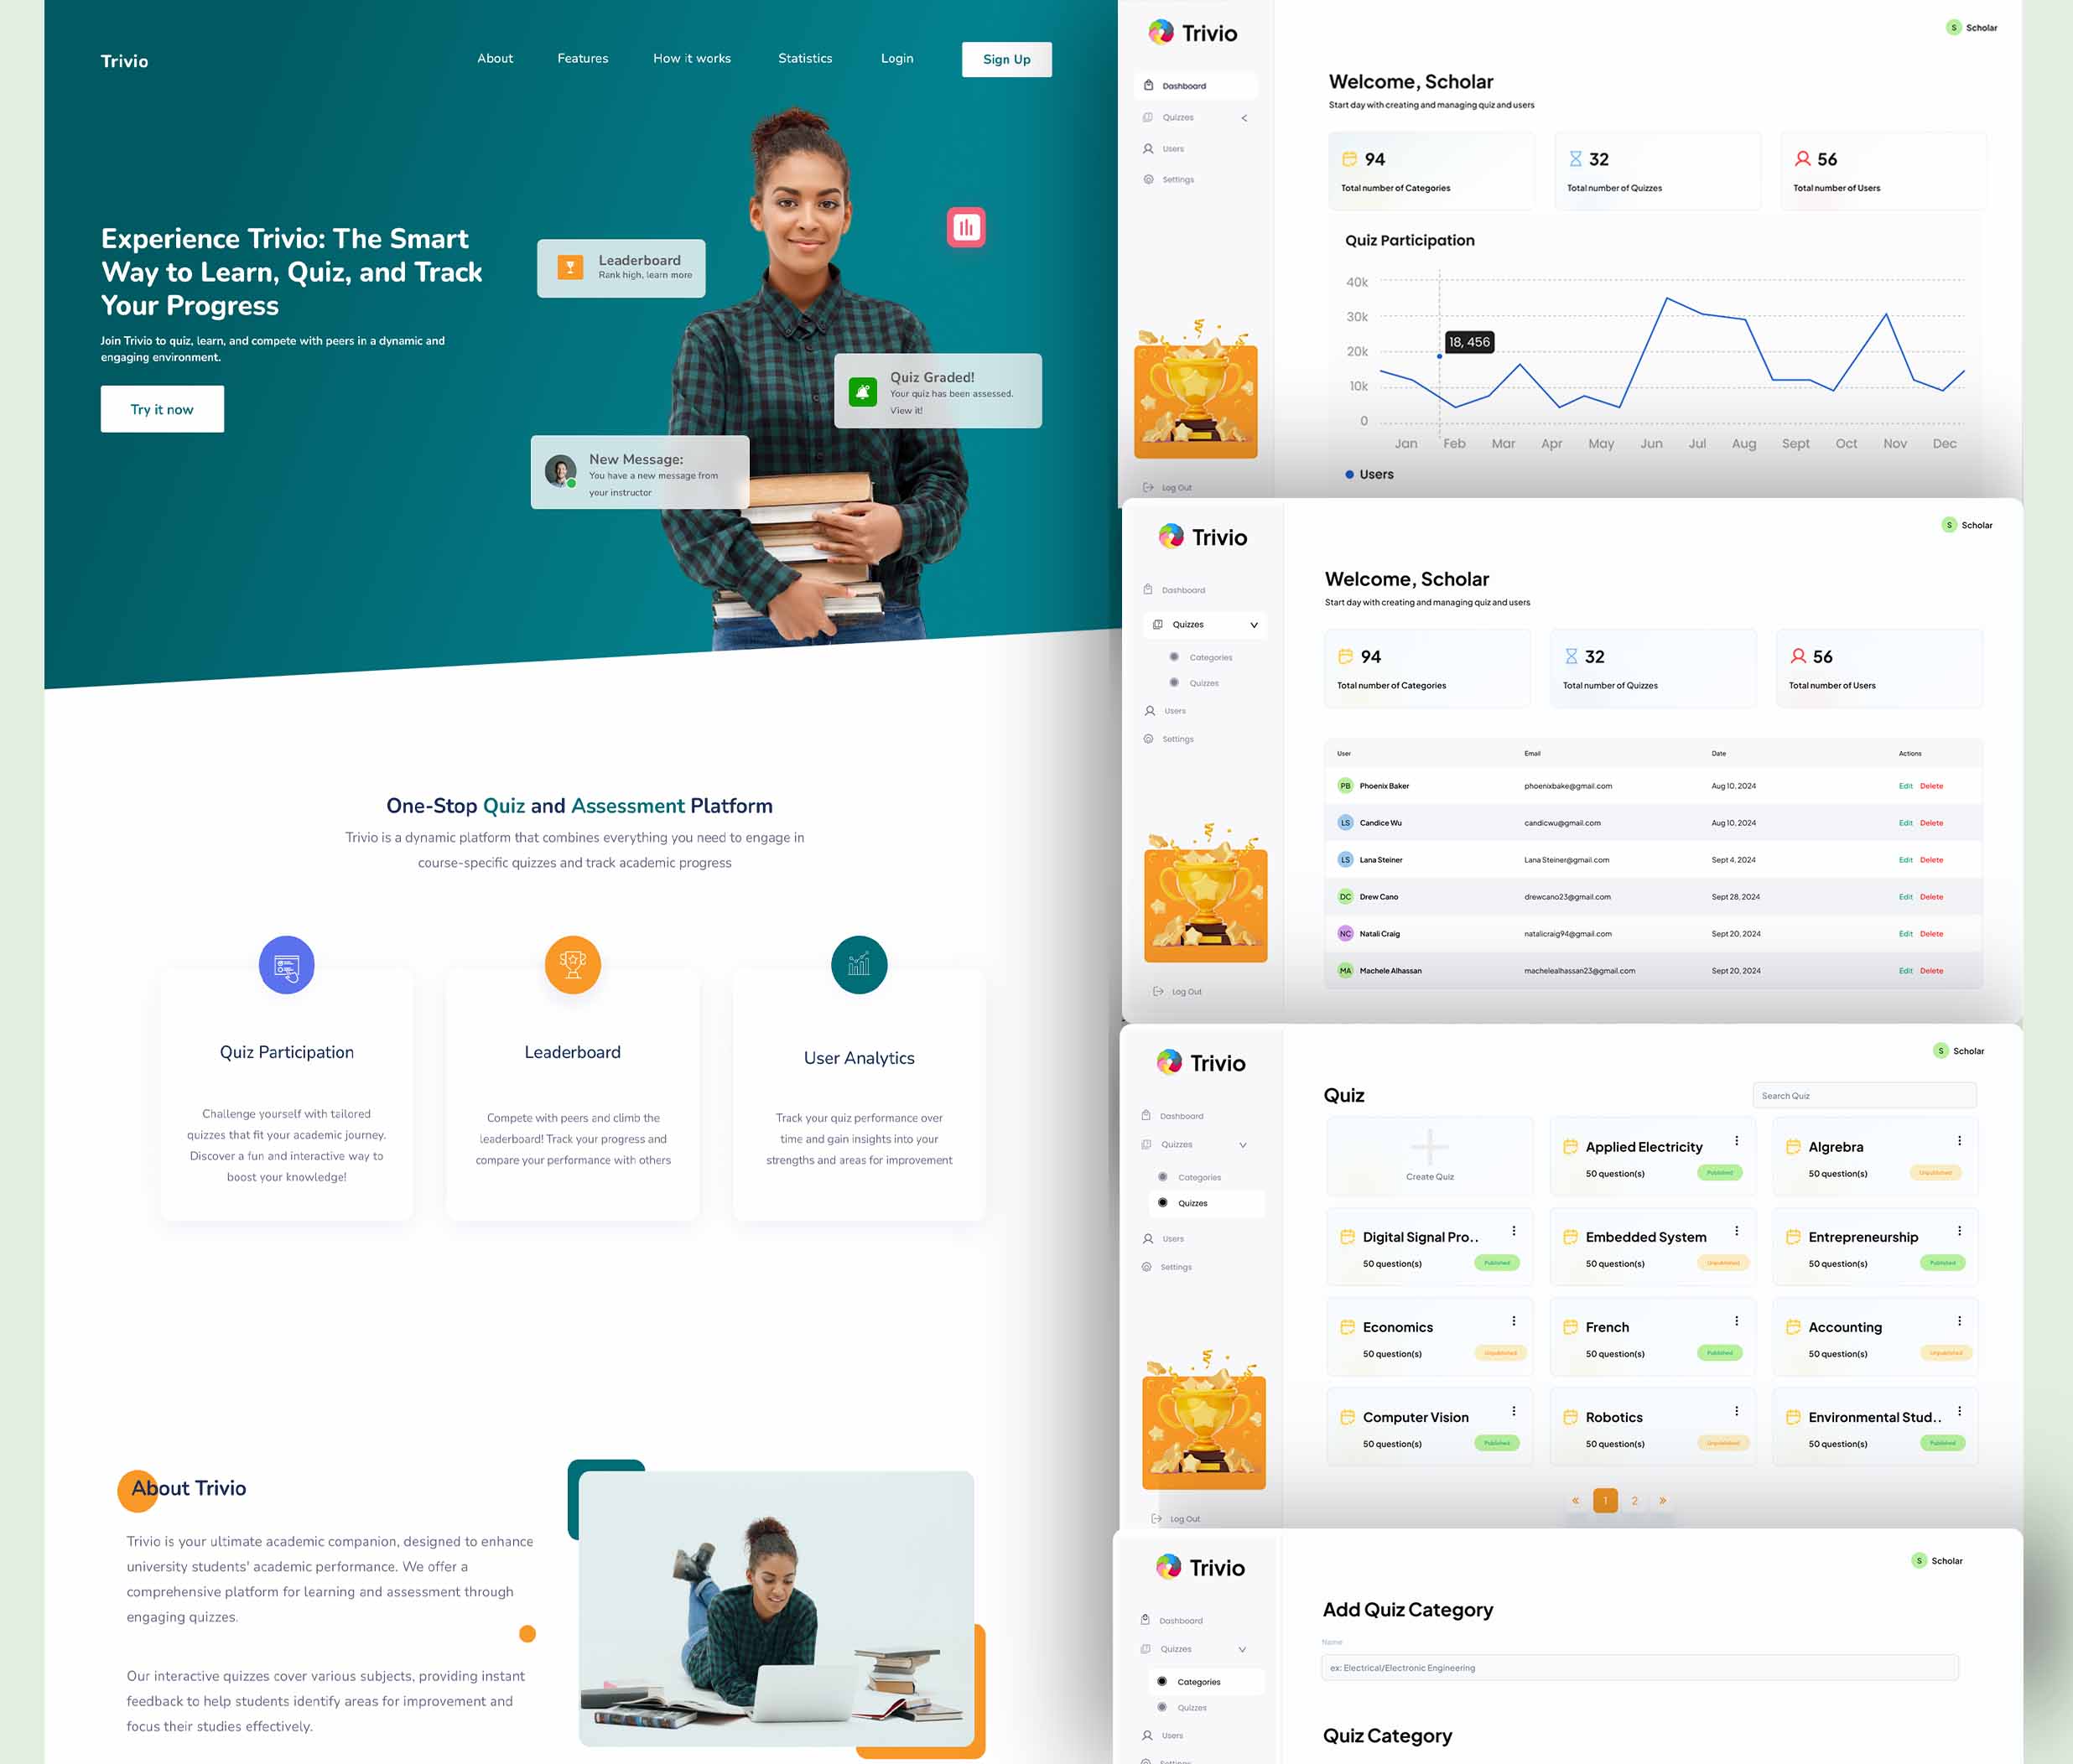 Trivio
About
Features
How it works
Statistics
Login
Sign Up
Experience Trivio: The Smart
Way to Learn, Quiz, and Track
Your Progress
Join Trivio to quiz, learn, and compete with peers in a dynamic and
engaging environment.
Try it now
Leaderboard
Rank high, learn more
Quiz Graded!
Your quiz has been assessed.
View it!
New Message:
You have a new message from
your instructor
One-Stop Quiz and Assessment Platform
Trivio is a dynamic platform that combines everything you need to engage in
course-specific quizzes and track academic progress
Quiz Participation
Challenge yourself with tailored
quizzes that fit your academic journey.
Discover a fun and interactive way to
boost your knowledge!
Leaderboard
Compete with peers and climb the
leaderboard! Track your progress and
compare your performance with others
User Analytics
Track your quiz performance over
time and gain insights into your
strengths and areas for improvement
About Trivio
Trivio is your ultimate academic companion, designed to enhance
university students' academic performance. We offer a
comprehensive platform for learning and assessment through
engaging quizzes.
Our interactive quizzes cover various subjects, providing instant
feedback to help students identify areas for improvement and
focus their studies effectively.
Trivio
Dashboard
Quizzes
Users
Settings
Log Out
S Scholar
Welcome, Scholar
Start day with creating and managing quiz and users
94
Total number of Categories
32
Total number of Quizzes
56
Total number of Users
Quiz Participation
40k
30k
20k
10k
0
18, 456
Jan Feb Mar Apr May Jun Jul Aug Sept Oct Nov Dec
Users
Trivio
Dashboard
Quizzes
Categories
Quizzes
Users
Settings
Log Out
S Scholar
Welcome, Scholar
Start day with creating and managing quiz and users
94
Total number of Categories
32
Total number of Quizzes
56
Total number of Users
User Email Date Actions
PB Phoenix Baker phoenixbake@gmail.com Aug 10, 2024 Edit Delete
LS Candice Wu candicwu@gmail.com Aug 10, 2024 Edit Delete
LS Lana Steiner Lana Steiner@gmail.com Sept 4, 2024 Edit Delete
DC Drew Cano drewcano23@gmail.com Sept 28, 2024 Edit Delete
NC Natali Craig natalicraig94@gmail.com Sept 20, 2024 Edit Delete
MA Machele Alhassan machelealhassan23@gmail.com Sept 20, 2024 Edit Delete
Trivio
Dashboard
Quizzes
Categories
Quizzes
Users
Settings
Log Out
S Scholar
Quiz
Search Quiz
Create Quiz
Applied Electricity
50 question(s) Published
Algrebra
50 question(s) Unpublished
Digital Signal Pro..
50 question(s) Published
Embedded System
50 question(s) Unpublished
Entrepreneurship
50 question(s) Published
Economics
50 question(s) Unpublished
French
50 question(s) Published
Accounting
50 question(s) Unpublished
Computer Vision
50 question(s) Published
Robotics
50 question(s) Unpublished
Environmental Stud..
50 question(s) Published
« 1 2 »
Trivio
Dashboard
Quizzes
Categories
Quizzes
Users
S Scholar
Add Quiz Category
Name
ex: Electrical/Electronic Engineering
Quiz Category